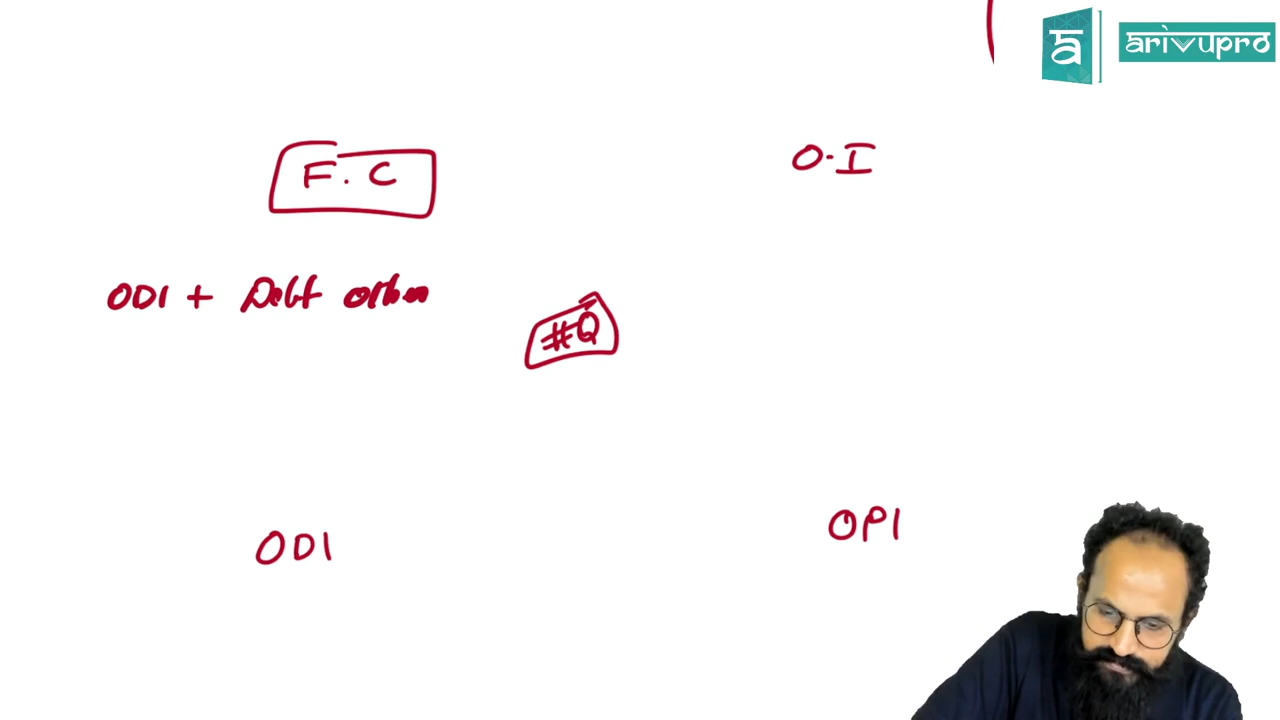 a arivupro
F. C
O.I
ODI + Debt other
#Q
ODI
OPI